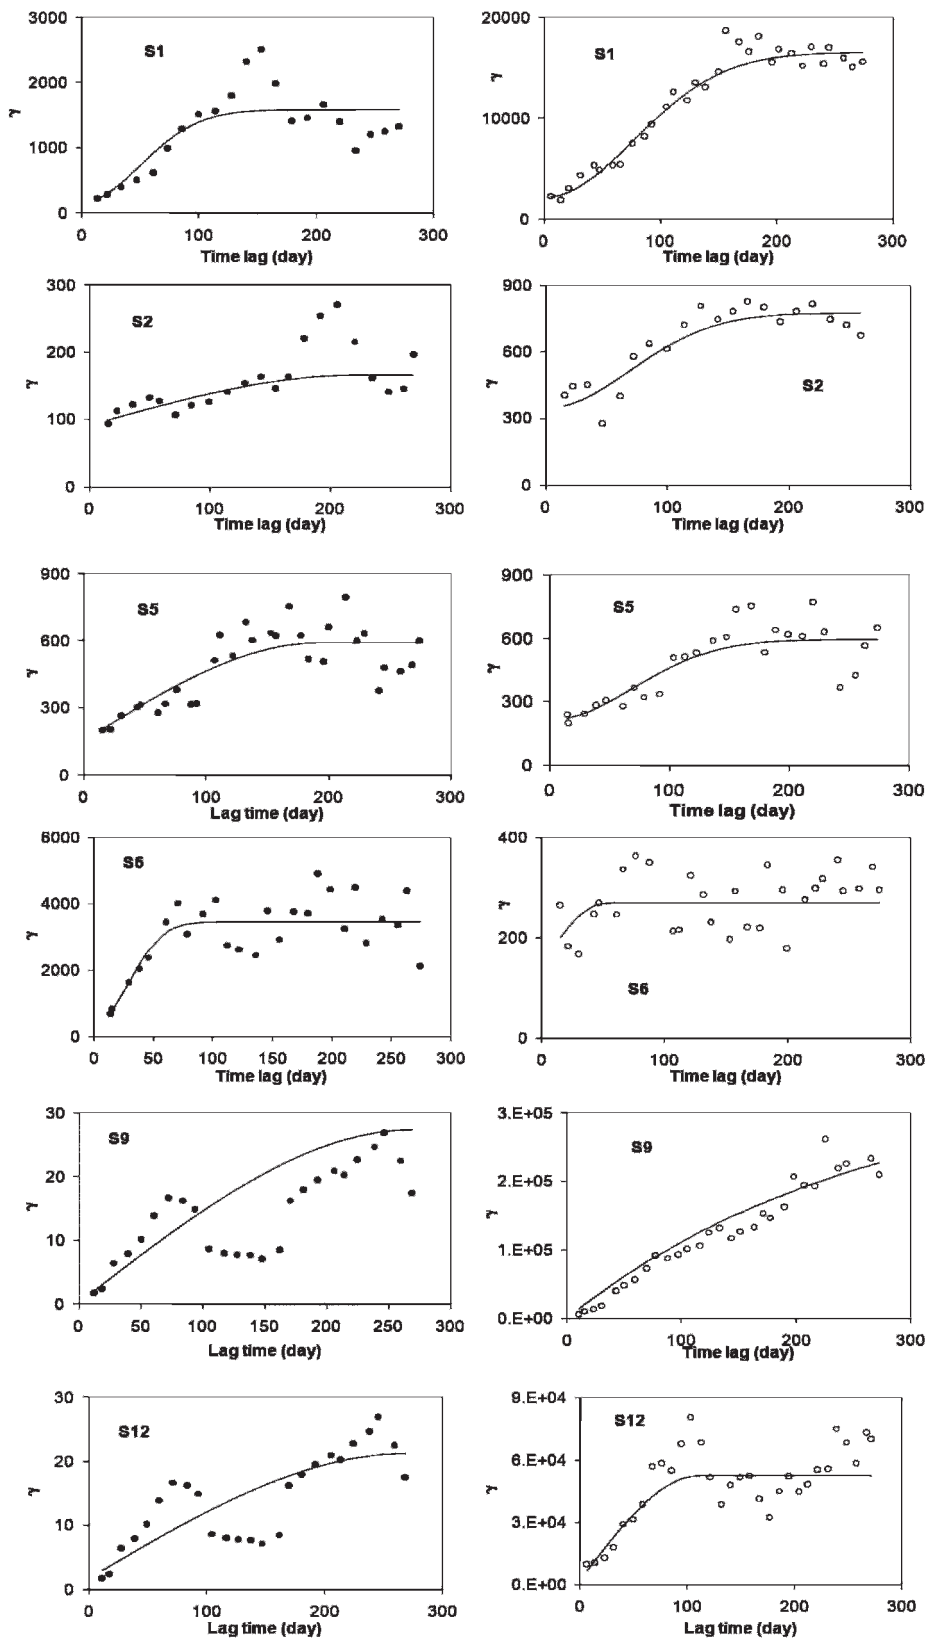 3000
2000
1000
0
γ
S1
0 100 200 300
Time lag (day)
20000
10000
0
γ
S1
0 100 200 300
Time lag (day)
300
200
100
0
γ
S2
0 100 200 300
Time lag (day)
900
600
300
0
γ
S2
0 100 200 300
Time lag (day)
900
600
300
0
γ
S5
0 100 200 300
Lag time (day)
900
600
300
0
γ
S5
0 100 200 300
Time lag (day)
6000
4000
2000
0
γ
S6
0 50 100 150 200 250 300
Time lag (day)
400
200
0
γ
S6
0 100 200 300
Time lag (day)
30
20
10
0
γ
S9
0 50 100 150 200 250 300
Lag time (day)
3.E+05
2.E+05
1.E+05
0.E+00
γ
S9
0 100 200 300
Time lag (day)
30
20
10
0
γ
S12
0 100 200 300
Lag time (day)
9.E+04
6.E+04
3.E+04
0.E+00
γ
S12
0 100 200 300
Lag time (day)